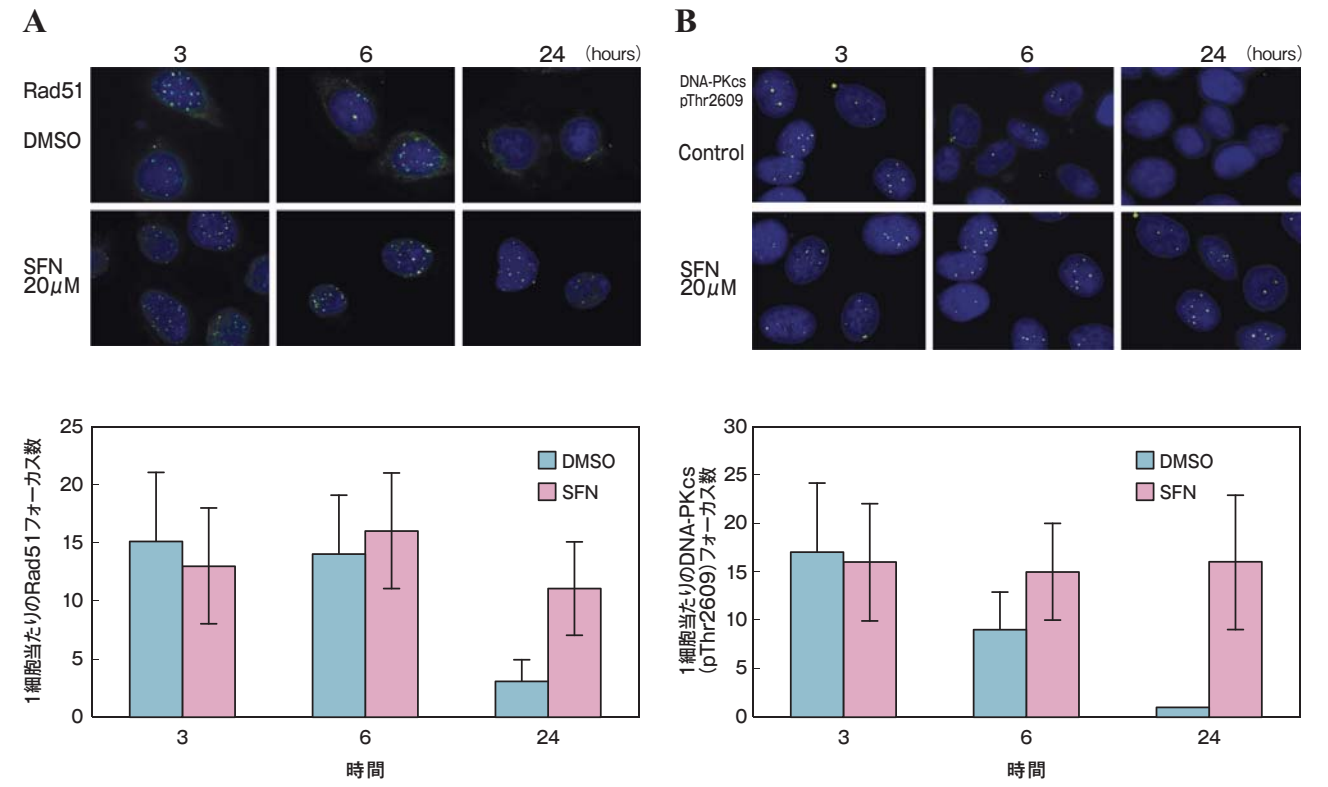 A
3 6 24 (hours)
Rad51
DMSO
SFN
20μM
B
3 6 24 (hours)
DNA-PKcs
pThr2609
Control
SFN
20μM
1細胞当たりのRad51フォーカス数
25
20
15
10
5
0
DMSO
SFN
3 6 24
時間
1細胞当たりのDNA-PKcs
(pThr2609)フォーカス数
30
25
20
15
10
5
0
DMSO
SFN
3 6 24
時間